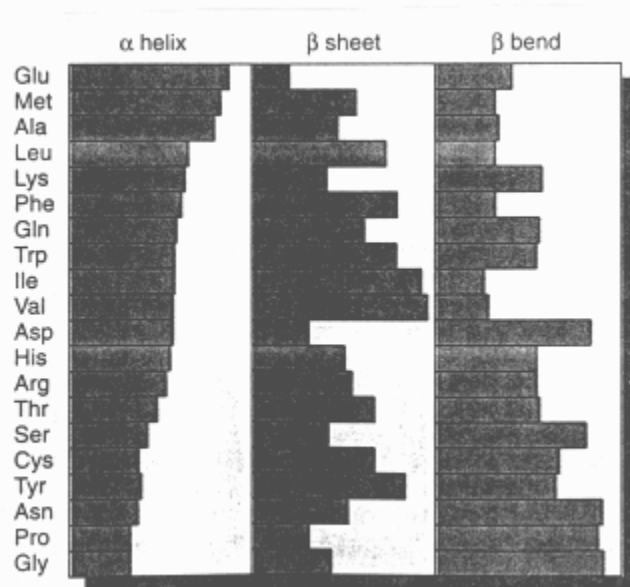 α helix β sheet β bend
Glu
Met
Ala
Leu
Lys
Phe
Gln
Trp
Ile
Val
Asp
His
Arg
Thr
Ser
Cys
Tyr
Asn
Pro
Gly